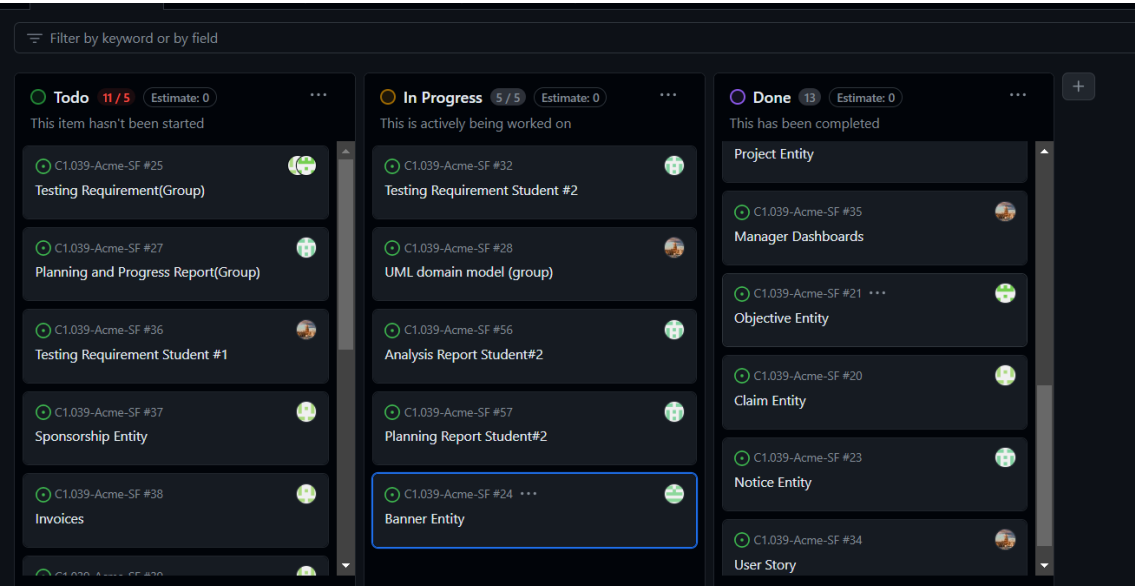 Filter by keyword or by field
Todo 11 / 5 Estimate: 0 ...
This item hasn't been started
C1.039-Acme-SF #25
Testing Requirement(Group)
C1.039-Acme-SF #27
Planning and Progress Report(Group)
C1.039-Acme-SF #36
Testing Requirement Student #1
C1.039-Acme-SF #37
Sponsorship Entity
C1.039-Acme-SF #38
Invoices
C1.039-Acme-SF #39
In Progress 5 / 5 Estimate: 0 ...
This is actively being worked on
C1.039-Acme-SF #32
Testing Requirement Student #2
C1.039-Acme-SF #28
UML domain model (group)
C1.039-Acme-SF #56
Analysis Report Student#2
C1.039-Acme-SF #57
Planning Report Student#2
C1.039-Acme-SF #24 ...
Banner Entity
Done 13 Estimate: 0 ...
This has been completed
Project Entity
C1.039-Acme-SF #35
Manager Dashboards
C1.039-Acme-SF #21 ...
Objective Entity
C1.039-Acme-SF #20
Claim Entity
C1.039-Acme-SF #23
Notice Entity
C1.039-Acme-SF #34
User Story